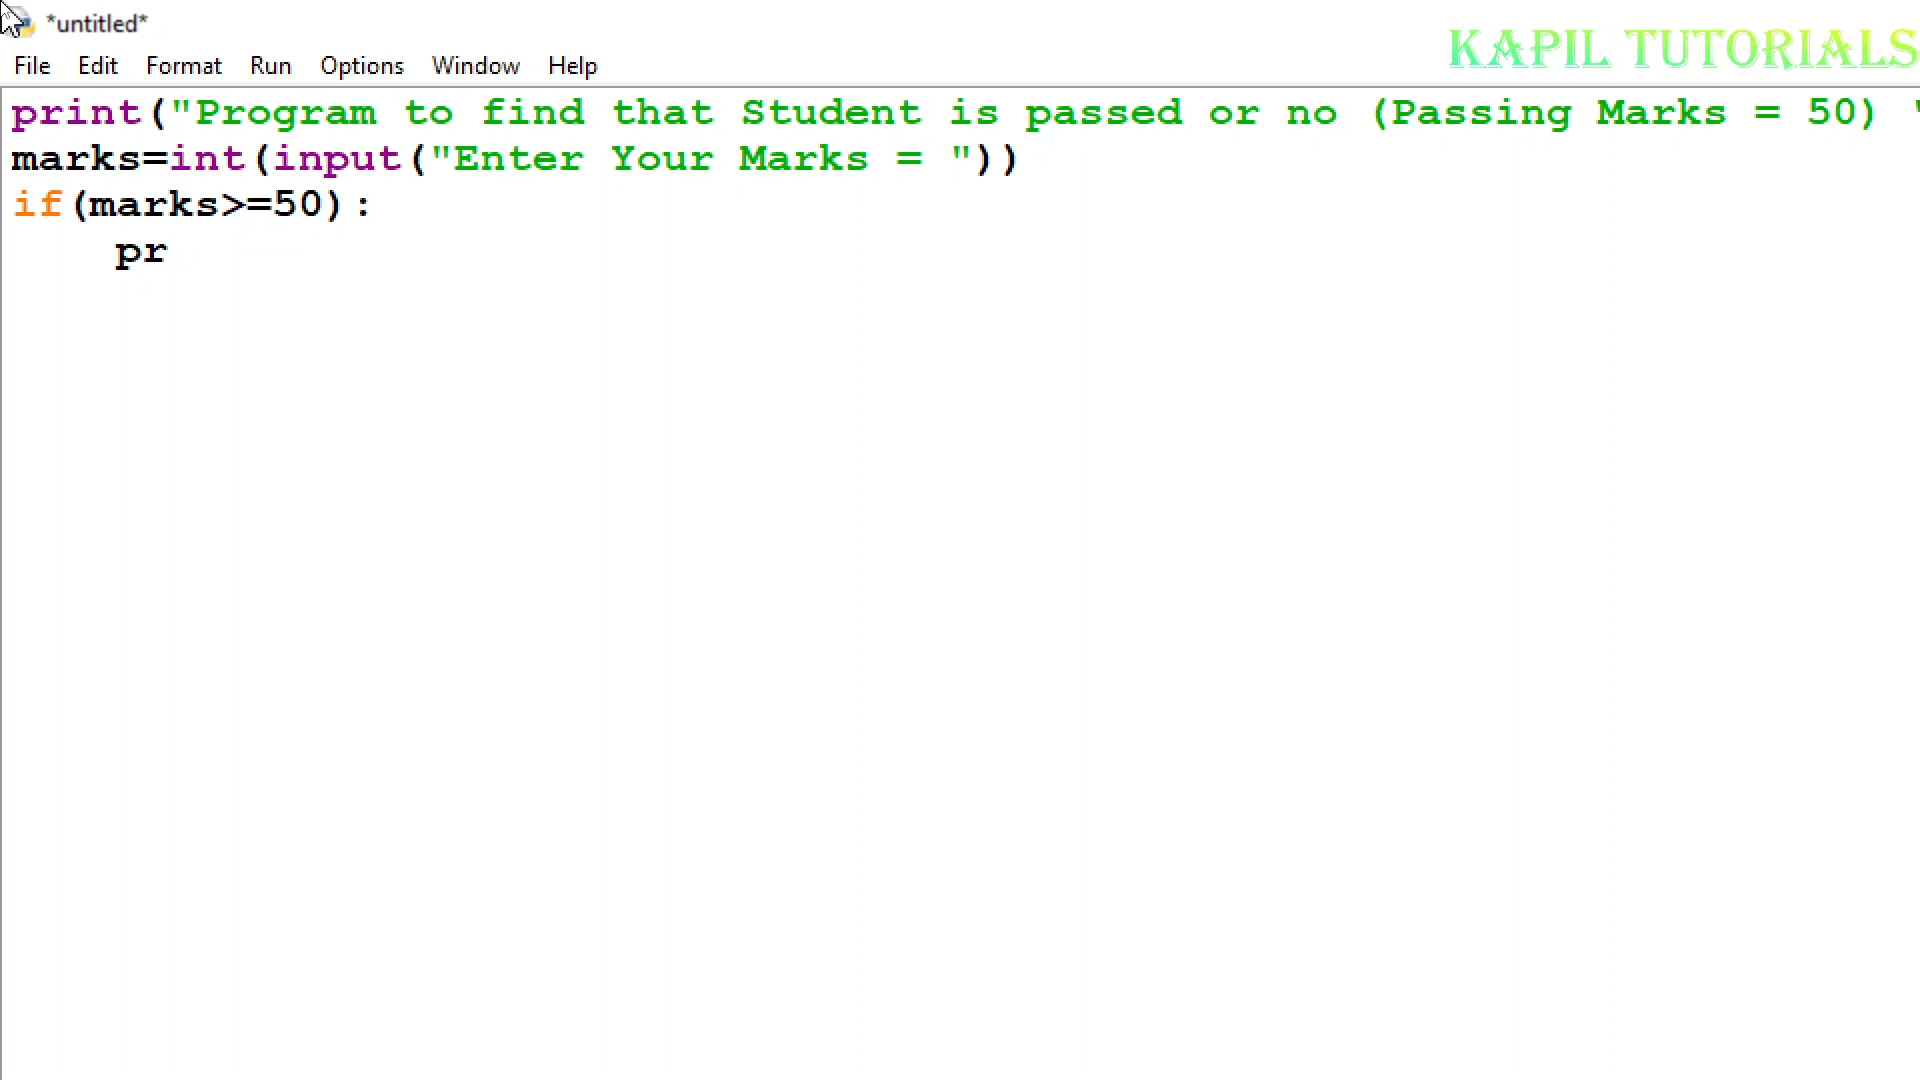 *untitled*
KAPIL TUTORIALS
File Edit Format Run Options Window Help
print("Program to find that Student is passed or no (Passing Marks = 50) "
marks=int(input("Enter Your Marks = "))
if(marks>=50):
    pr